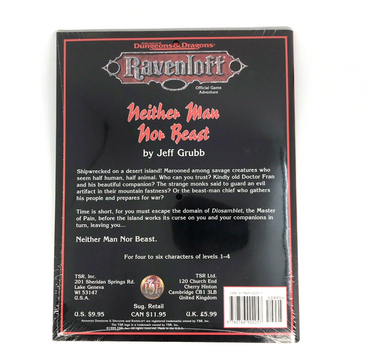 Advanced
Dungeons & Dragons
Ravenloft
Official Game
Adventure
Neither Man
Nor Beast
by Jeff Grubb
Shipwrecked on a desert island! Marooned among savage creatures who
seem half human, half animal. Who can you trust? Kindly old Doctor Fran
and his beautiful companion? The strange monks said to guard an evil
artifact in their mountain fastness? Or the beast-man chief who gathers
his people and prepares for war?
Time is short, for you must escape the domain of Diosamblet, the Master
of Pain, before the island works its curse on you and your companions in
turn, leaving you...
Neither Man Nor Beast.
For four to six characters of levels 1–4
TSR, Inc.
201 Sheridan Springs Rd.
Lake Geneva
WI 53147
U.S.A.
TSR Ltd.
120 Church End
Cherry Hinton
Cambridge CB1 3LB
United Kingdom
Sug. Retail
U.S. $9.95
CAN $11.95
U.K. £5.99